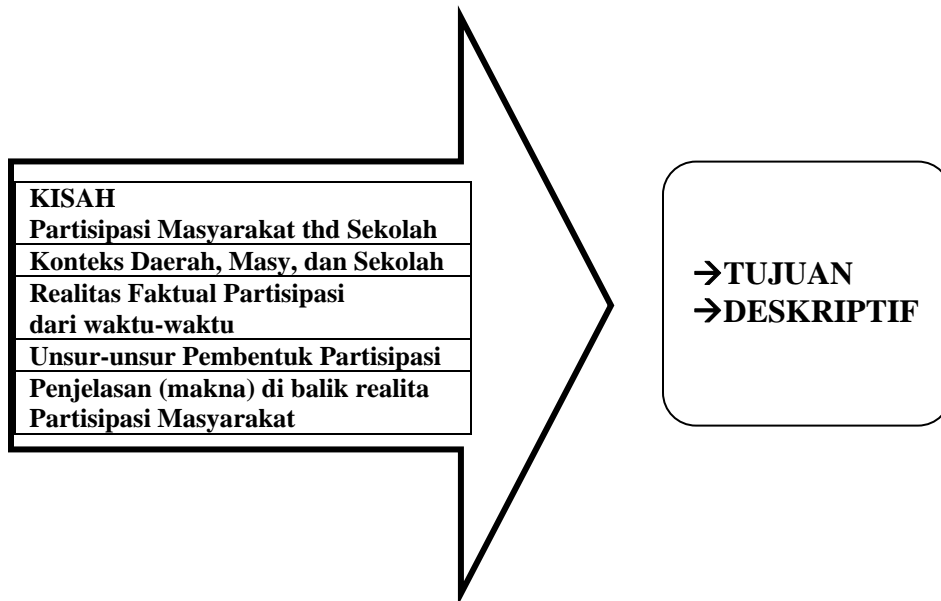 KISAH
Partisipasi Masyarakat thd Sekolah
Konteks Daerah, Masy, dan Sekolah
Realitas Faktual Partisipasi
dari waktu-waktu
Unsur-unsur Pembentuk Partisipasi
Penjelasan (makna) di balik realita
Partisipasi Masyarakat
→TUJUAN
→DESKRIPTIF